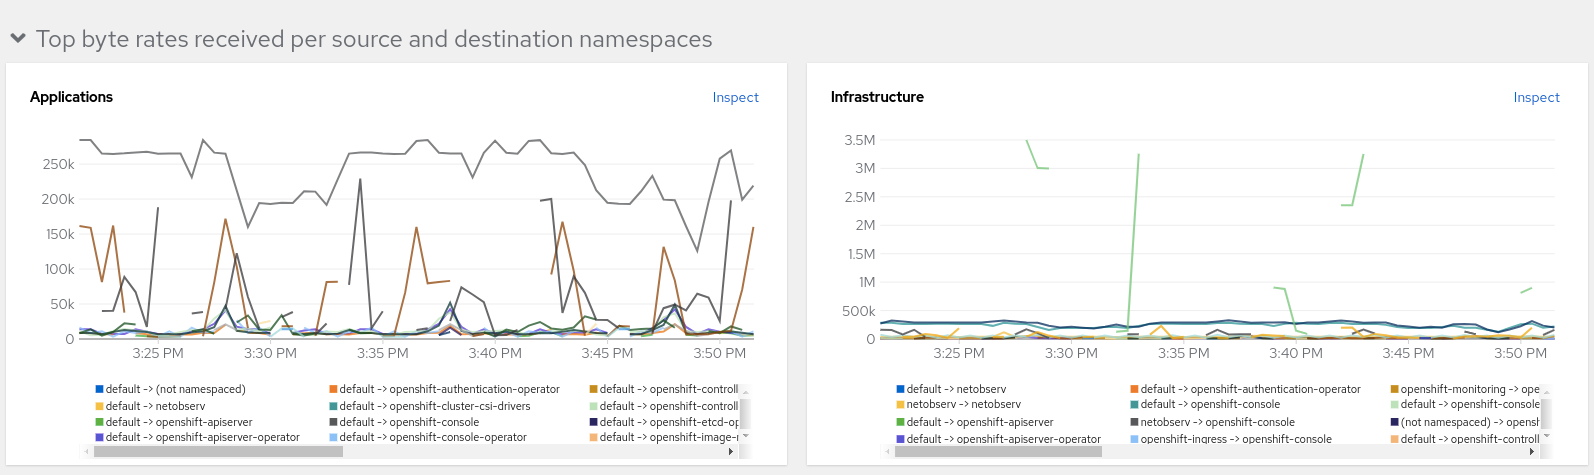 Top byte rates received per source and destination namespaces
Applications
Inspect
250k
200k
150k
100k
50k
0
3:25 PM 3:30 PM 3:35 PM 3:40 PM 3:45 PM 3:50 PM
default -> (not namespaced) default -> openshift-authentication-operator default -> openshift-controll
default -> netobserv default -> openshift-cluster-csi-drivers default -> openshift-controll
default -> openshift-apiserver default -> openshift-console default -> openshift-etcd-op
default -> openshift-apiserver-operator default -> openshift-console-operator default -> openshift-image-r
Infrastructure
Inspect
3.5M
3M
2.5M
2M
1.5M
1M
500k
0
3:25 PM 3:30 PM 3:35 PM 3:40 PM 3:45 PM 3:50 PM
default -> netobserv default -> openshift-authentication-operator openshift-monitoring -> ope
netobserv -> netobserv default -> openshift-console default -> openshift-console
default -> openshift-apiserver netobserv -> openshift-console (not namespaced) -> opensh
default -> openshift-apiserver-operator openshift-ingress -> openshift-console default -> openshift-controll